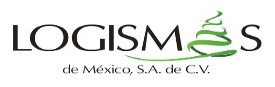 LOGISMOS
de México, S.A. de C.V.